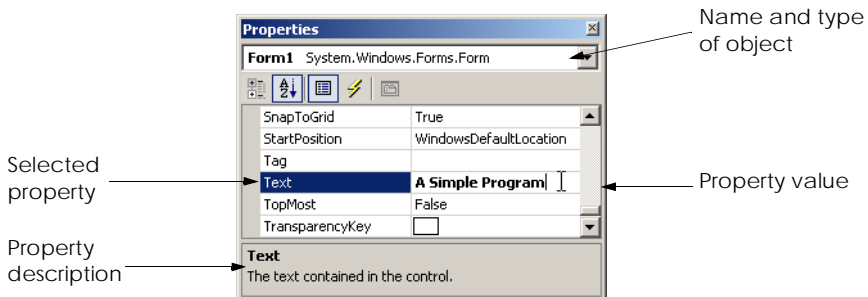 Properties
Name and type
of object
Form1 System.Windows.Forms.Form
SnapToGrid True
StartPosition WindowsDefaultLocation
Tag
Selected
property
Text A Simple Program
Property value
TopMost False
TransparencyKey
Property
description
Text
The text contained in the control.